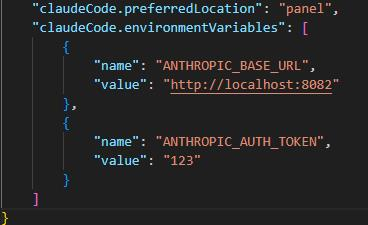 "claudeCode.preferredLocation": "panel",
"claudeCode.environmentVariables": [
{
"name": "ANTHROPIC_BASE_URL",
"value": "http://localhost:8082"
},
{
"name": "ANTHROPIC_AUTH_TOKEN",
"value": "123"
}
]
}